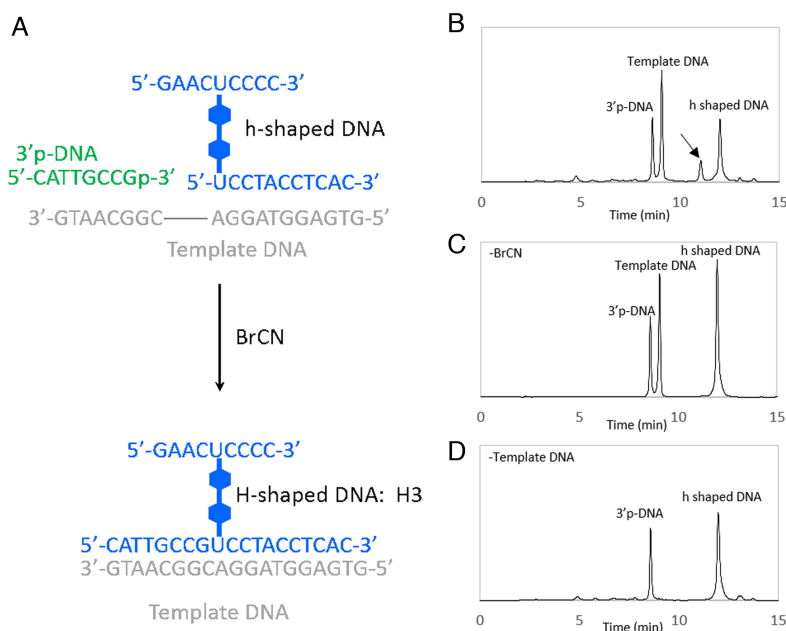 A
5’-GAACUCCCC-3’
h-shaped DNA
3’p-DNA
5’-CATTGCCGp-3’
5’-UCCTACCTCAC-3’
3’-GTAACGGC AGGATGGAGTG-5’
Template DNA
BrCN
5’-GAACUCCCC-3’
H-shaped DNA: H3
5’-CATTGCCGUCCTACCTCAC-3’
3’-GTAACGGCAGGATGGAGTG-5’
Template DNA
B
Template DNA
3’p-DNA
h shaped DNA
0 5 10 15
Time (min)
C
-BrCN
h shaped DNA
Template DNA
3’p-DNA
0 5 10 15
Time (min)
D
-Template DNA
h shaped DNA
3’p-DNA
0 5 10 15
Time (min)